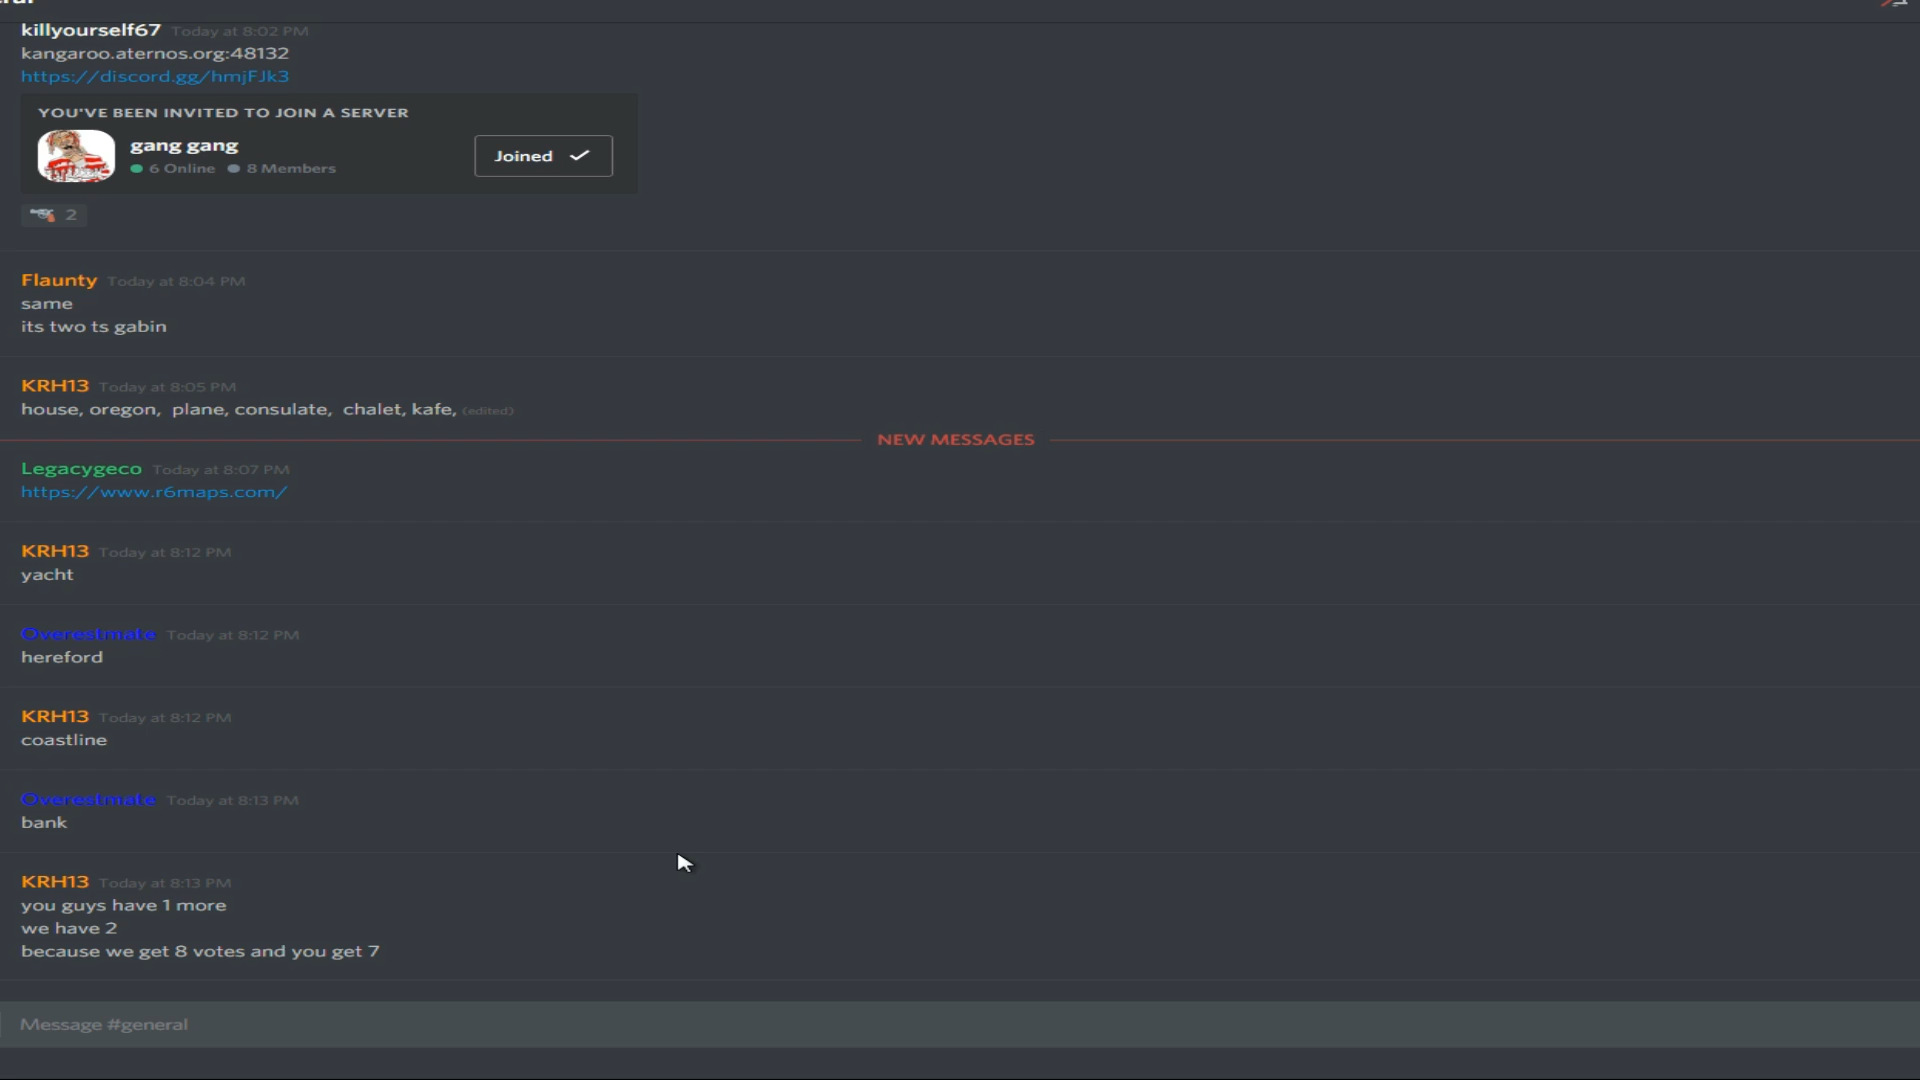 killyourself67 Today at 8:02 PM
kangaroo.aternos.org:48132
https://discord.gg/hmjFJk3
YOU'VE BEEN INVITED TO JOIN A SERVER
gang gang
6 Online 8 Members
Joined
2
Flaunty Today at 8:04 PM
same
its two ts gabin
KRH13 Today at 8:05 PM
house, oregon, plane, consulate, chalet, kafe, (edited)
NEW MESSAGES
Legacygeco Today at 8:07 PM
https://www.r6maps.com/
KRH13 Today at 8:12 PM
yacht
Overestmate Today at 8:12 PM
hereford
KRH13 Today at 8:12 PM
coastline
Overestmate Today at 8:13 PM
bank
KRH13 Today at 8:13 PM
you guys have 1 more
we have 2
because we get 8 votes and you get 7
Message #general